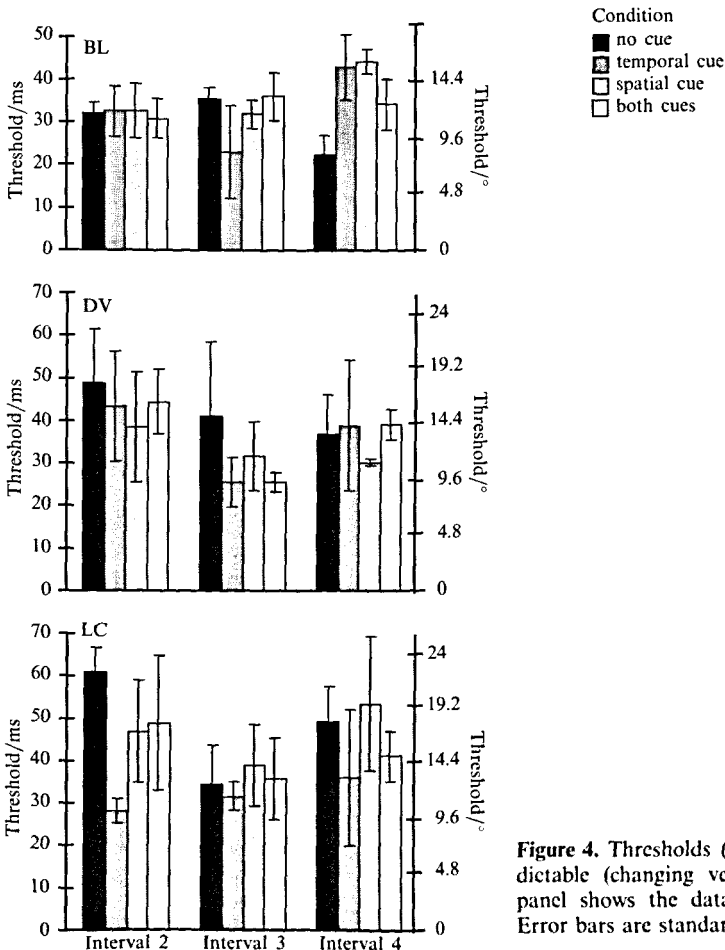 Condition
no cue
temporal cue
spatial cue
both cues
BL
Threshold/ms
50
40
30
20
10
0
14.4
9.6
4.8
0
Threshold/°
DV
Threshold/ms
70
60
50
40
30
20
10
0
24
19.2
14.4
9.6
4.8
0
Threshold/°
LC
Threshold/ms
70
60
50
40
30
20
10
0
24
19.2
14.4
9.6
4.8
0
Threshold/°
Interval 2 Interval 3 Interval 4
Figure 4. Thresholds (
dictable (changing
panel shows the data
Error bars are